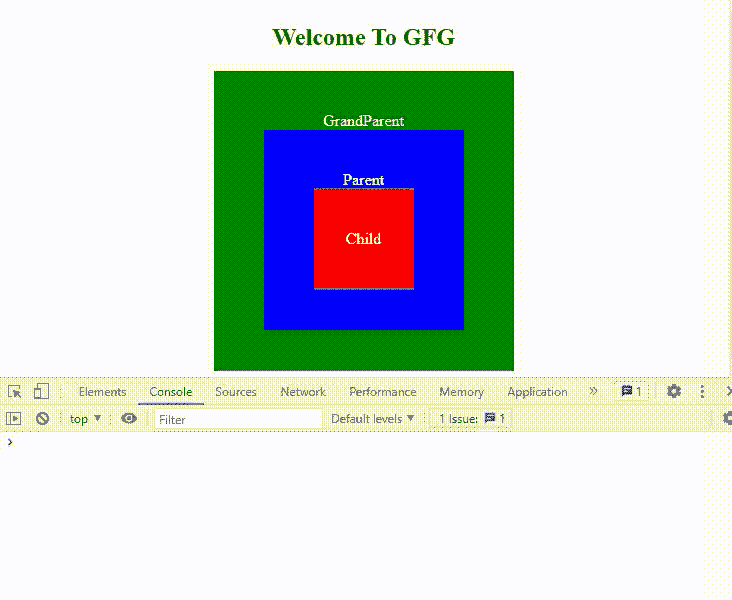 Welcome To GFG
GrandParent
Parent
Child
Elements Console Sources Network Performance Memory Application » 1
top ▼ Filter Default levels ▼ 1 Issue: 1
›